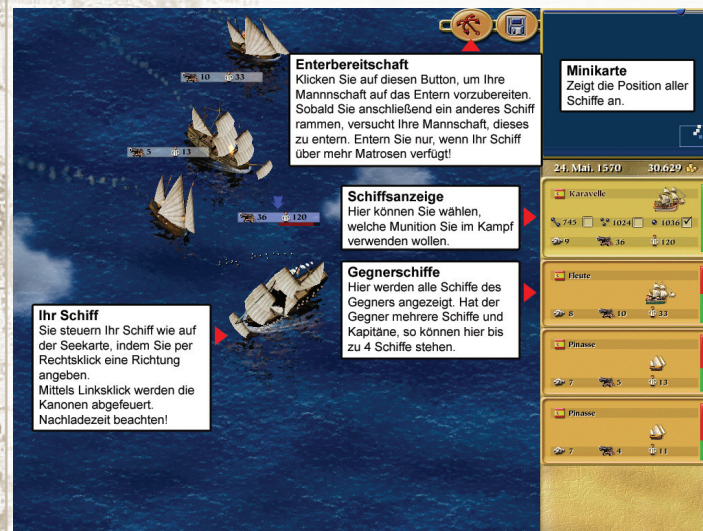 10 33
Enterbereitschaft
Klicken Sie auf diesen Button, um Ihre
Mannnschaft auf das Entern vorzubereiten.
Sobald Sie anschließend ein anderes Schiff
rammen, versucht Ihre Mannschaft, dieses
zu entern. Entern Sie nur, wenn Ihr Schiff
über mehr Matrosen verfügt!
Minikarte
Zeigt die Position aller
Schiffe an.
5 13
36 120
Schiffsanzeige
Hier können Sie wählen,
welche Munition Sie im Kampf
verwenden wollen.
Gegnerschiffe
Hier werden alle Schiffe des
Gegners angezeigt. Hat der
Gegner mehrere Schiffe und
Kapitäne, so können hier bis
zu 4 Schiffe stehen.
Ihr Schiff
Sie steuern Ihr Schiff wie auf
der Seekarte, indem Sie per
Rechtsklick eine Richtung
angeben.
Mittels Linksklick werden die
Kanonen abgefeuert.
Nachladezeit beachten!
24. Mai. 1570 30.629
Karavelle
745 1024 1036
9 36 120
Fleute
8 10 33
Pinasse
7 5 13
Pinasse
7 4 11